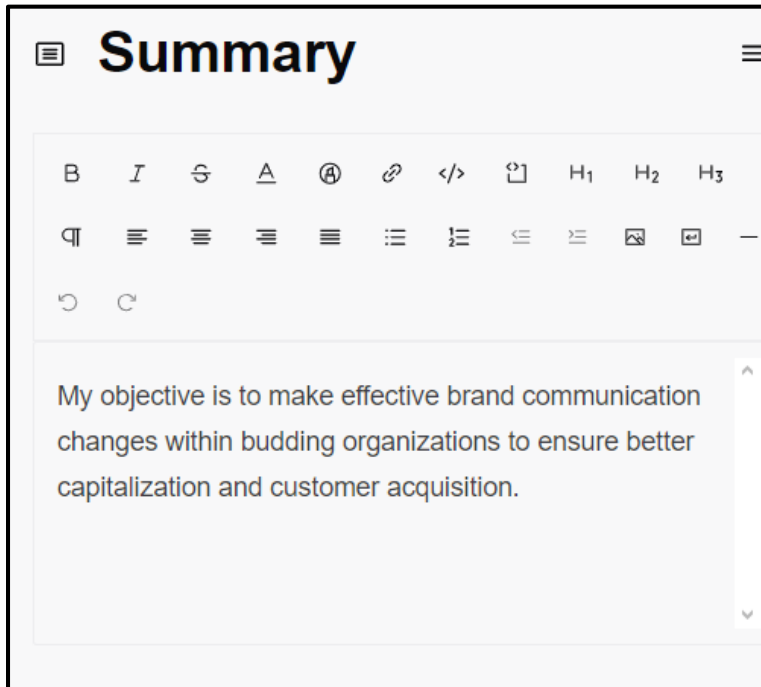 Summary
B I S A A </> H1 H2 H3
My objective is to make effective brand communication
changes within budding organizations to ensure better
capitalization and customer acquisition.